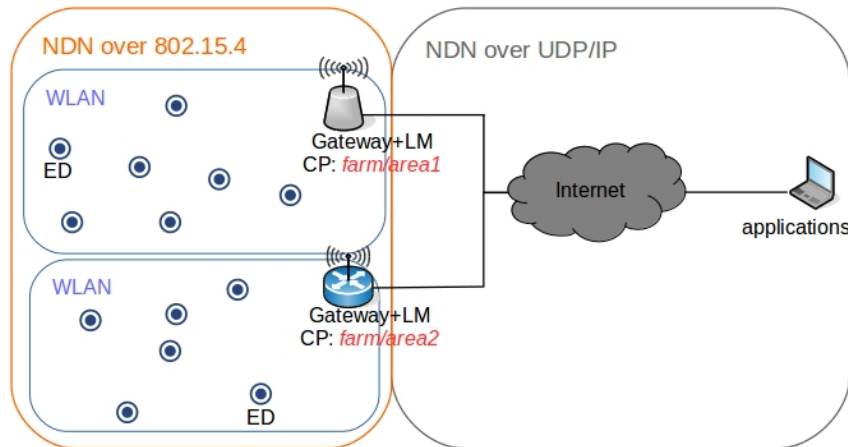 NDN over 802.15.4
NDN over UDP/IP
WLAN
ED
Gateway+LM
CP: farm/area1
Internet
applications
WLAN
Gateway+LM
CP: farm/area2
ED